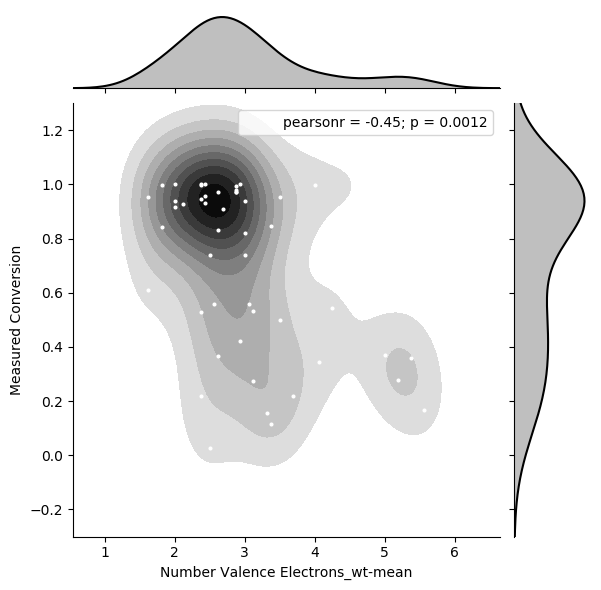 pearsonr = -0.45; p = 0.0012
1.2
1.0
0.8
0.6
0.4
0.2
0.0
−0.2
Measured Conversion
1 2 3 4 5 6
Number Valence Electrons_wt-mean